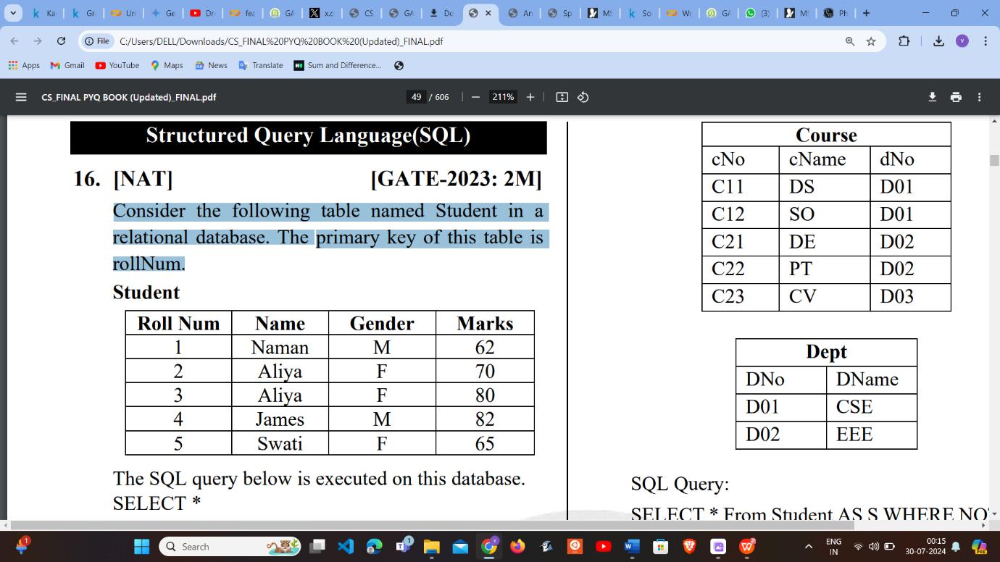 Ka
Gr
Un
Ge
Dr
fea
GA
x.c
CS
GA
Do
An
Sp
MS
So
We
GA
(3)
MS
Ph
File C:/Users/DELL/Downloads/CS_FINAL%20PYQ%20BOOK%20(Updated)_FINAL.pdf
V
Apps Gmail YouTube Maps News Translate Sum and Difference...
CS_FINAL PYQ BOOK (Updated)_FINAL.pdf 49 / 606 211%
Structured Query Language(SQL)
16. [NAT] [GATE-2023: 2M]
Consider the following table named Student in a
relational database. The primary key of this table is
rollNum.
Student
Roll Num Name Gender Marks
1 Naman M 62
2 Aliya F 70
3 Aliya F 80
4 James M 82
5 Swati F 65
The SQL query below is executed on this database.
SELECT *
Course
cNo cName dNo
C11 DS D01
C12 SO D01
C21 DE D02
C22 PT D02
C23 CV D03
Dept
DNo DName
D01 CSE
D02 EEE
SQL Query:
SELECT * From Student AS S WHERE NO
1
Search
1
ENG
IN
00:15
30-07-2024
PRE